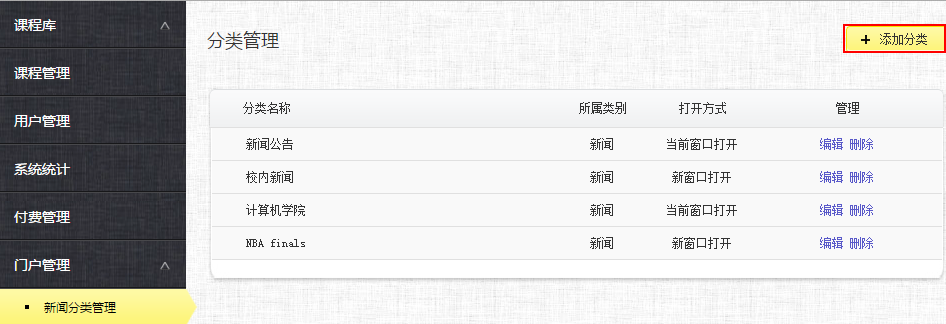 课程库
课程管理
用户管理
系统统计
付费管理
门户管理
新闻分类管理
分类管理
+ 添加分类
分类名称 所属类别 打开方式 管理
新闻公告 新闻 当前窗口打开 编辑 删除
校内新闻 新闻 新窗口打开 编辑 删除
计算机学院 新闻 当前窗口打开 编辑 删除
NBA finals 新闻 新窗口打开 编辑 删除